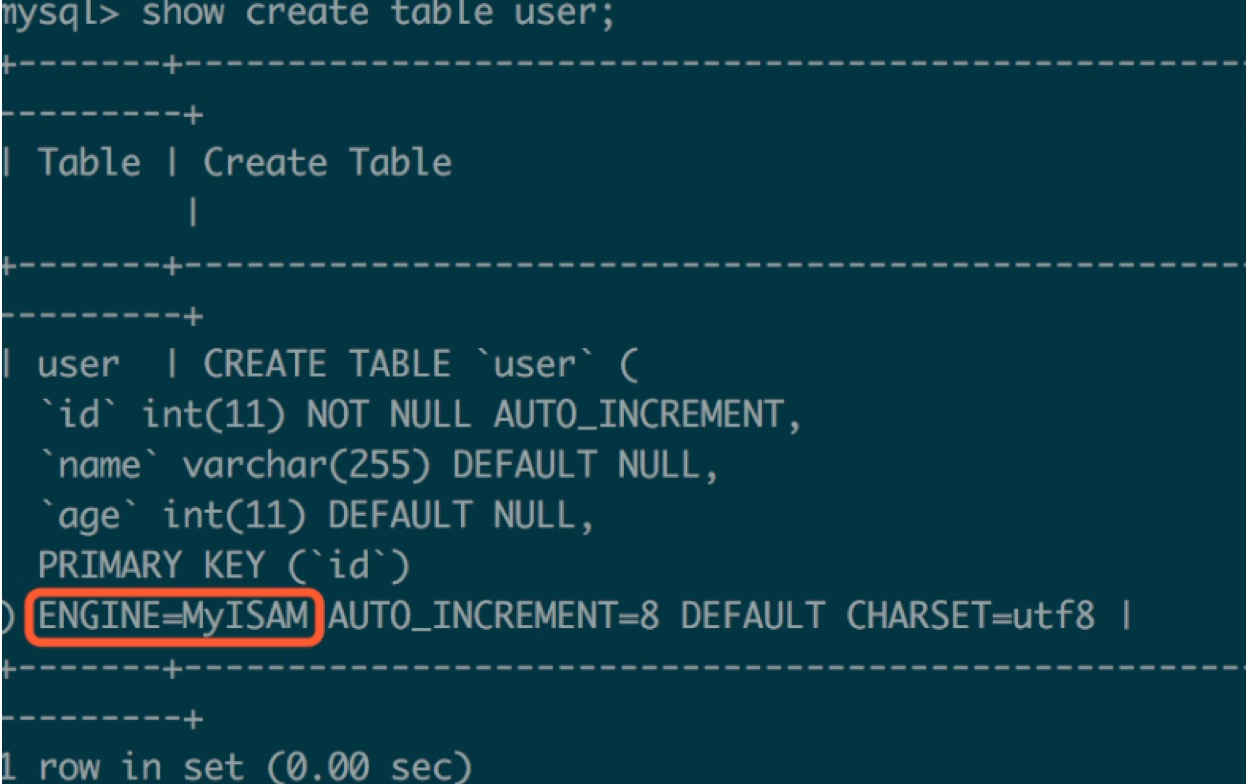 mysql> show create table user;
+-------+----------------------------------------------------
---------+
| Table | Create Table
         |
+-------+----------------------------------------------------
---------+
| user  | CREATE TABLE `user` (
  `id` int(11) NOT NULL AUTO_INCREMENT,
  `name` varchar(255) DEFAULT NULL,
  `age` int(11) DEFAULT NULL,
  PRIMARY KEY (`id`)
) ENGINE=MyISAM AUTO_INCREMENT=8 DEFAULT CHARSET=utf8 |
+-------+----------------------------------------------------
---------+
1 row in set (0.00 sec)